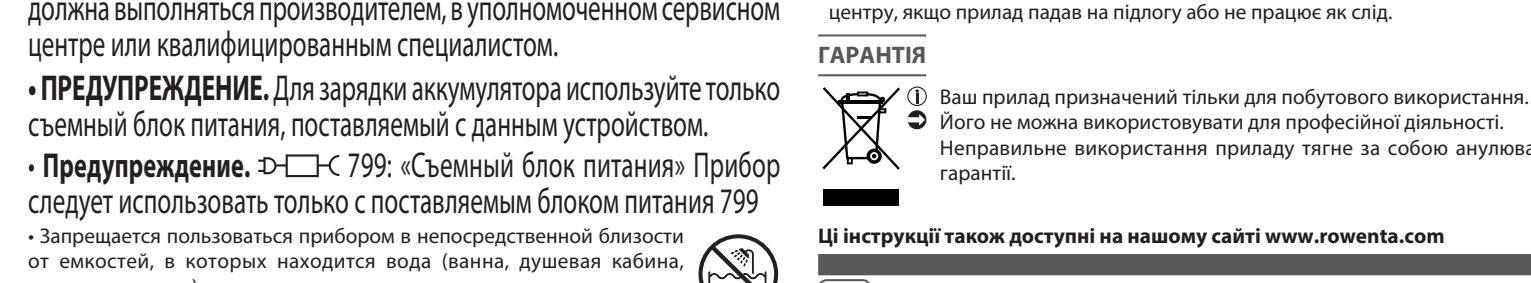 должна выполняться производителем, в уполномоченном сервисном
центре или квалифицированным специалистом.
• ПРЕДУПРЕЖДЕНИЕ. Для зарядки аккумулятора используйте только
съемный блок питания, поставляемый с данным устройством.
• Предупреждение. 799: «Съемный блок питания» Прибор
следует использовать только с поставляемым блоком питания 799
• Запрещается пользоваться прибором в непосредственной близости
от емкостей, в которых находится вода (ванна, душевая кабина,
центру, якщо прилад падав на підлогу або не працює як слід.
ГАРАНТІЯ
Ваш прилад призначений тільки для побутового використання.
Його не можна використовувати для професійної діяльності.
Неправильне використання приладу тягне за собою
гарантії.
Ці інструкції також доступні на нашому сайті www.rowenta.com